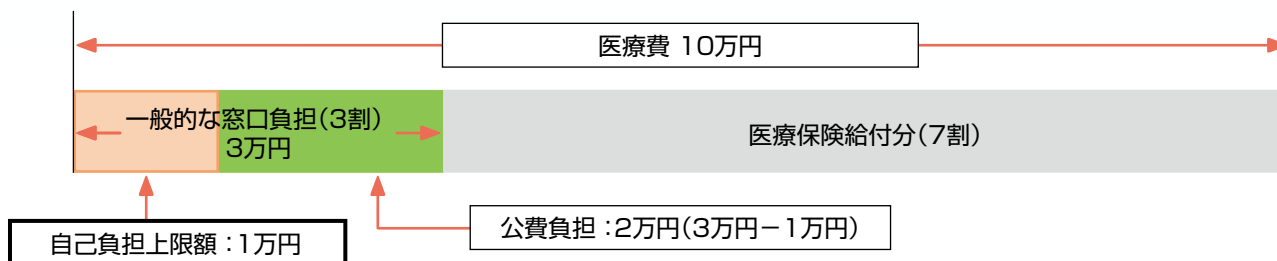 医療費 10万円
一般的な窓口負担(3割)
3万円
医療保険給付分(7割)
公費負担:2万円(3万円−1万円)
自己負担上限額:1万円